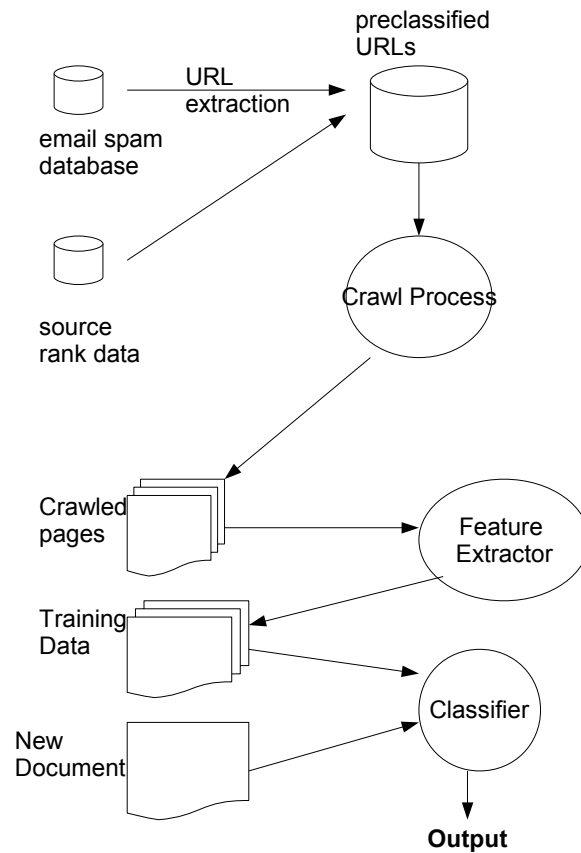 preclassified
URLs
URL
extraction
email spam
database
source
rank data
Crawl Process
Crawled
pages
Feature
Extractor
Training
Data
Classifier
New
Document
Output